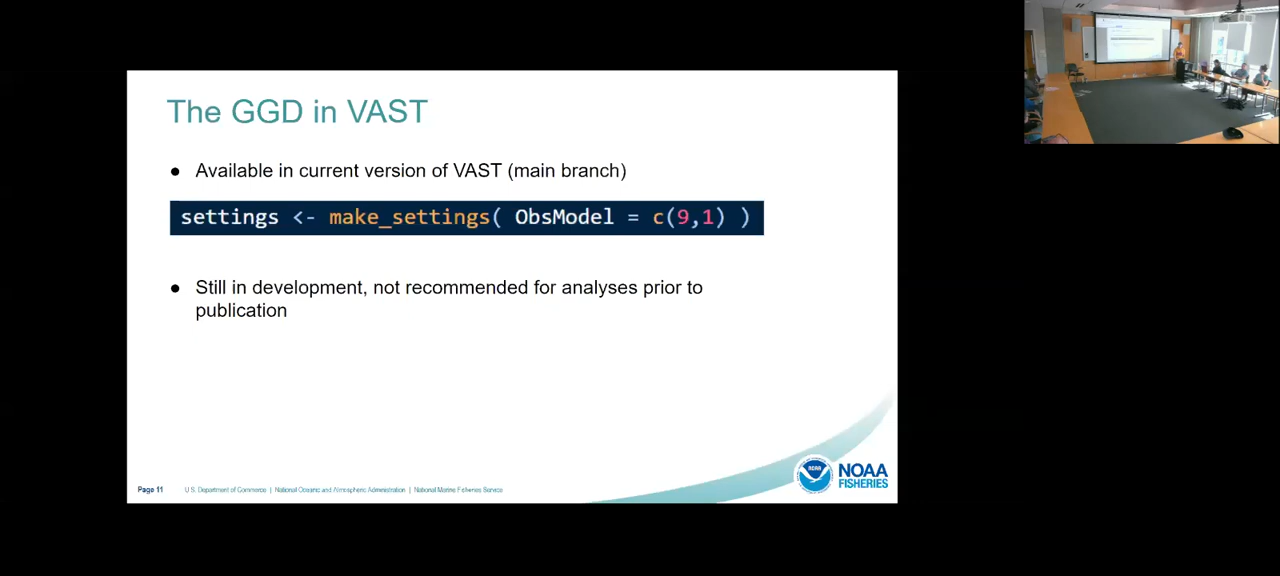 The GGD in VAST
● Available in current version of VAST (main branch)
settings <- make_settings( ObsModel = c(9,1) )
● Still in development, not recommended for analyses prior to
publication
NOAA
NOAA
FISHERIES
Page 11 U.S. Department of Commerce | National Oceanic and Atmospheric Administration | National Marine Fisheries Service